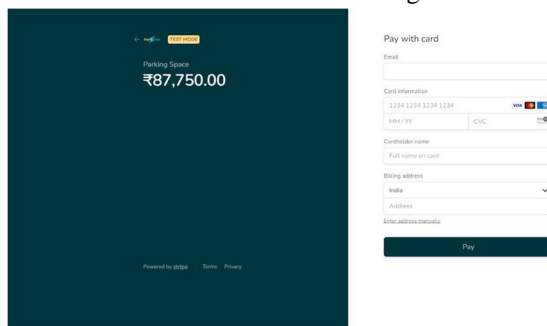 TEST MODE
Parking Space
₹87,750.00
Powered by stripe Terms Privacy
Pay with card
Email
Card information
1234 1234 1234 1234 VISA
MM / YY CVC
Cardholder name
Full name on card
Billing address
India
Address
Enter address manually
Pay